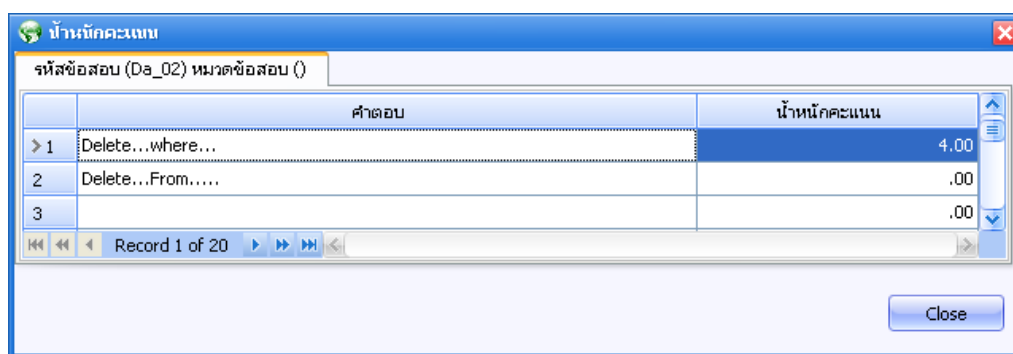 น้ำหนักคะแนน
รหัสข้อสอบ (Da_02) หมวดข้อสอบ ()
คำตอบ น้ำหนักคะแนน
1 Delete...where... 4.00
2 Delete...From..... .00
3 .00
Record 1 of 20
Close